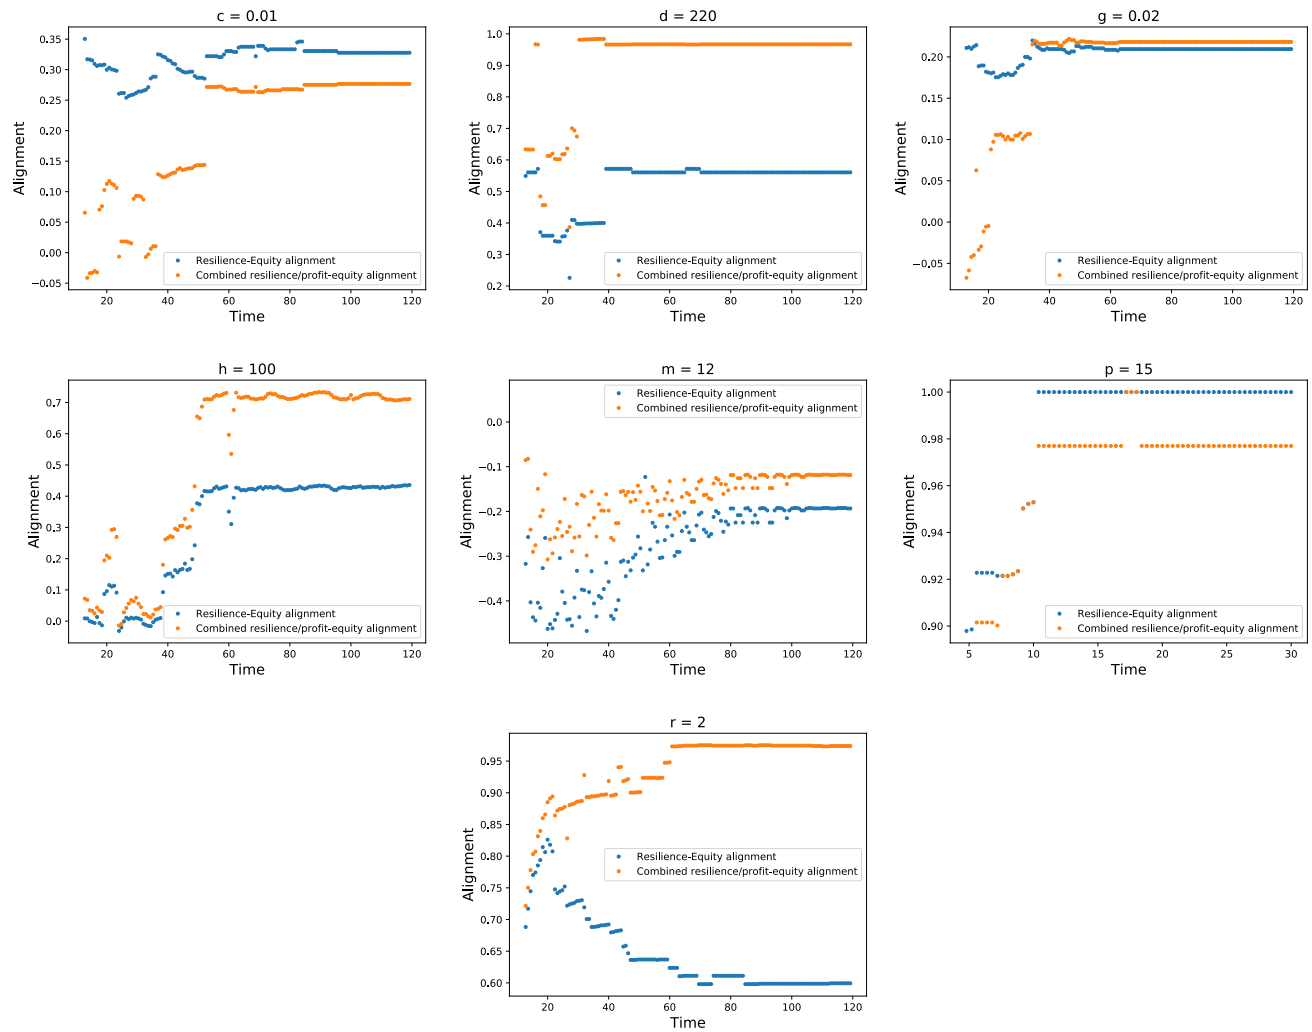 c = 0.01
Alignment
0.35
0.30
0.25
0.20
0.15
0.10
0.05
0.00
−0.05
Resilience-Equity alignment
Combined resilience/profit-equity alignment
20 40 60 80 100 120
Time
d = 220
Alignment
1.0
0.9
0.8
0.7
0.6
0.5
0.4
0.3
0.2
Resilience-Equity alignment
Combined resilience/profit-equity alignment
20 40 60 80 100 120
Time
g = 0.02
Alignment
0.20
0.15
0.10
0.05
0.00
−0.05
Resilience-Equity alignment
Combined resilience/profit-equity alignment
20 40 60 80 100 120
Time
h = 100
Alignment
0.7
0.6
0.5
0.4
0.3
0.2
0.1
0.0
Resilience-Equity alignment
Combined resilience/profit-equity alignment
20 40 60 80 100 120
Time
m = 12
Alignment
Resilience-Equity alignment
Combined resilience/profit-equity alignment
0.0
−0.1
−0.2
−0.3
−0.4
20 40 60 80 100 120
Time
p = 15
Alignment
1.00
0.98
0.96
0.94
0.92
0.90
Resilience-Equity alignment
Combined resilience/profit-equity alignment
5 10 15 20 25 30
Time
r = 2
Alignment
0.95
0.90
0.85
0.80
0.75
0.70
0.65
0.60
Resilience-Equity alignment
Combined resilience/profit-equity alignment
20 40 60 80 100 120
Time